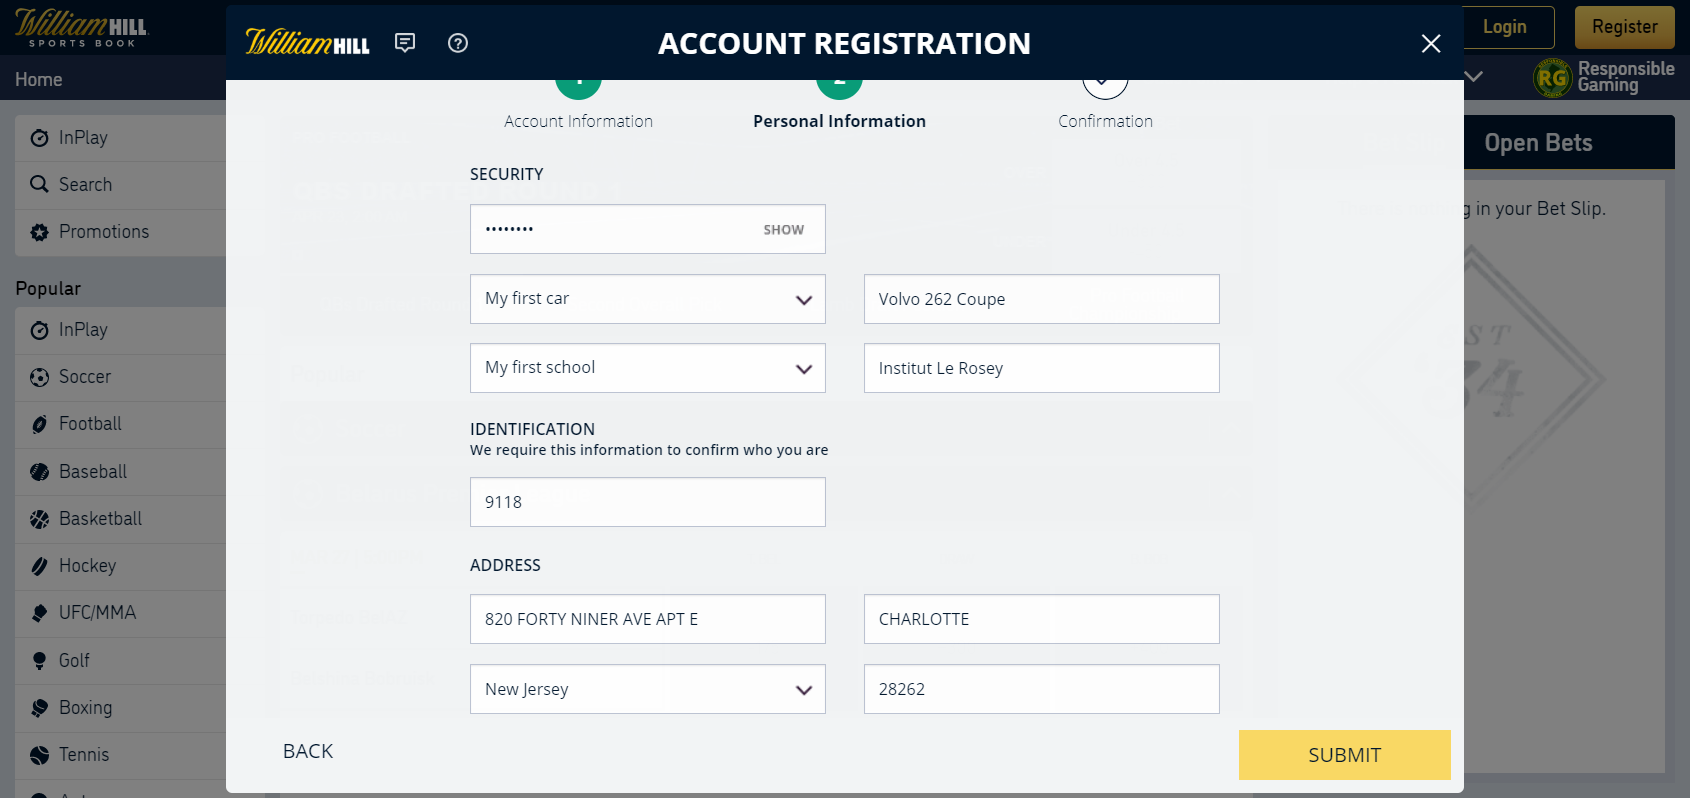 William HILL
SPORTS BOOK
William HILL
ACCOUNT REGISTRATION
Login
Register
Home
RG
Responsible
Gaming
Account Information
Personal Information
Confirmation
InPlay
Search
Promotions
Popular
InPlay
Soccer
Football
Baseball
Basketball
Hockey
UFC/MMA
Golf
Boxing
Tennis
SECURITY
••••••••
SHOW
My first car
Volvo 262 Coupe
My first school
Institut Le Rosey
IDENTIFICATION
We require this information to confirm who you are
9118
ADDRESS
820 FORTY NINER AVE APT E
CHARLOTTE
New Jersey
28262
BACK
SUBMIT
Open Bets
in your Bet Slip.